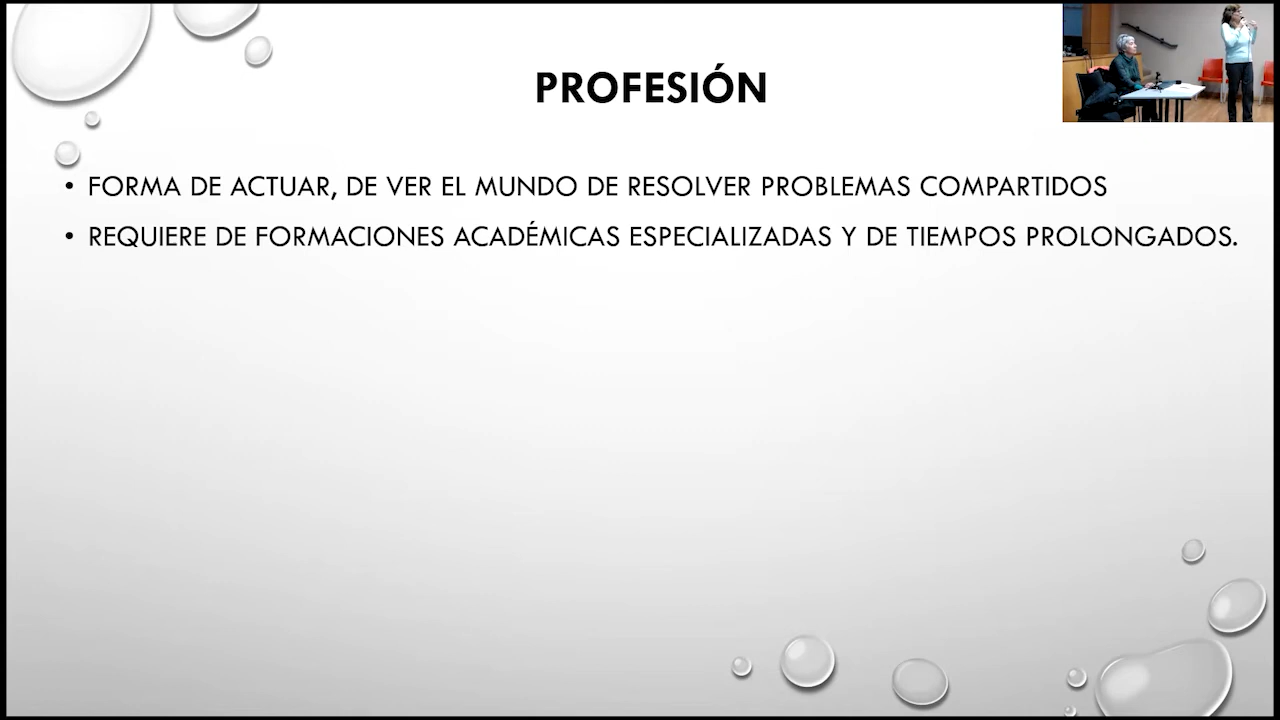 PROFESIÓN
• FORMA DE ACTUAR, DE VER EL MUNDO DE RESOLVER PROBLEMAS COMPARTIDOS
• REQUIERE DE FORMACIONES ACADÉMICAS ESPECIALIZADAS Y DE TIEMPOS PROLONGADOS.